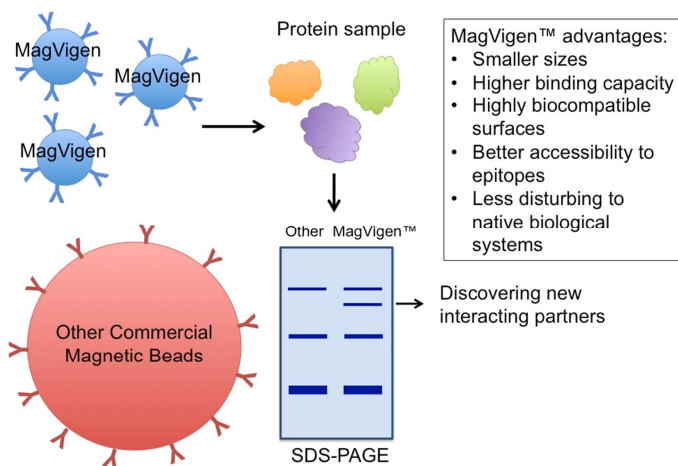 MagVigen
MagVigen
MagVigen
Protein sample
MagVigen™ advantages:
• Smaller sizes
• Higher binding capacity
• Highly biocompatible
surfaces
• Better accessibility to
epitopes
• Less disturbing to
native biological
systems
Other MagVigen™
Discovering new
interacting partners
Other Commercial
Magnetic Beads
SDS-PAGE